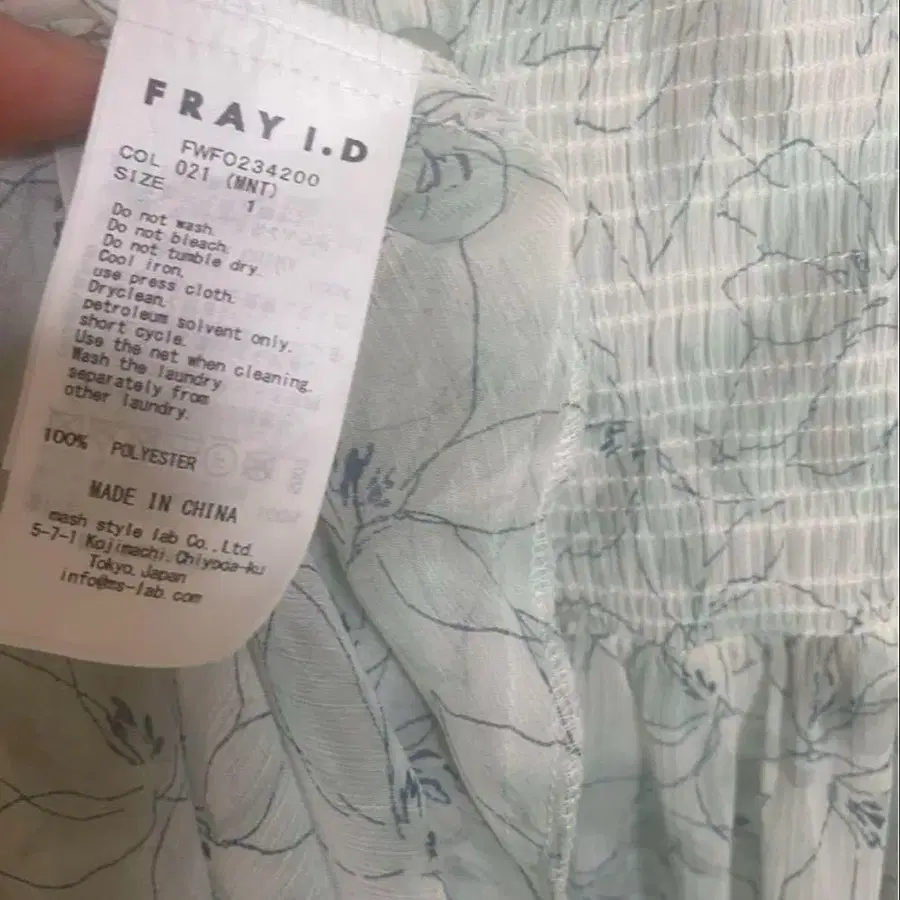 FRAY I.D
FWFO234200
COL 021 (MNT)
SIZE 1
Do not wash.
Do not bleach.
Do not tumble dry.
Cool iron.
use press cloth.
Dryclean.
petroleum solvent only.
short cycle.
Use the net when cleaning.
Wash the laundry
separately from
other laundry.
100% POLYESTER
MADE IN CHINA
mash style lab Co.,Ltd.
5-7-1 Kojimachi.Chiyoda-ku
Tokyo.Japan
info@ms-lab.com